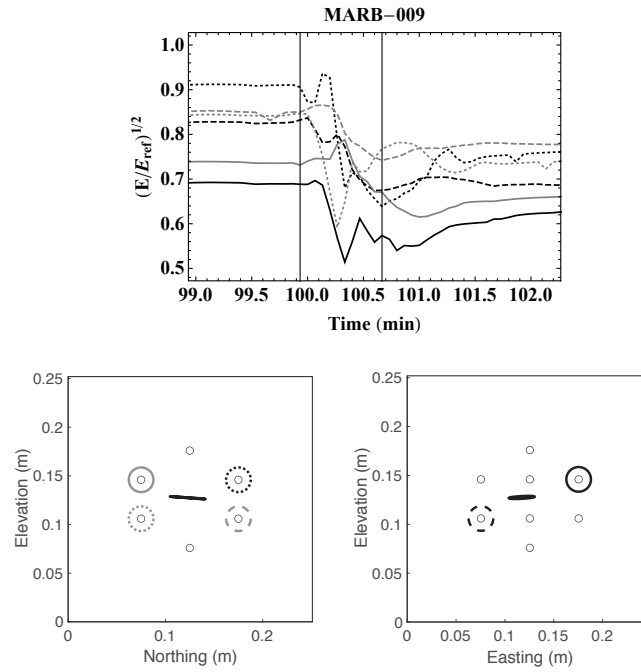 MARB−009
(E/E_ref)^1/2
1.0
0.9
0.8
0.7
0.6
0.5
99.0 99.5 100.0 100.5 101.0 101.5 102.0
Time (min)
Elevation (m)
0.25
0.2
0.15
0.1
0.05
0
0 0.1 0.2
Northing (m)
Elevation (m)
0.25
0.2
0.15
0.1
0.05
0
0 0.05 0.10 0.15 0.2
Easting (m)